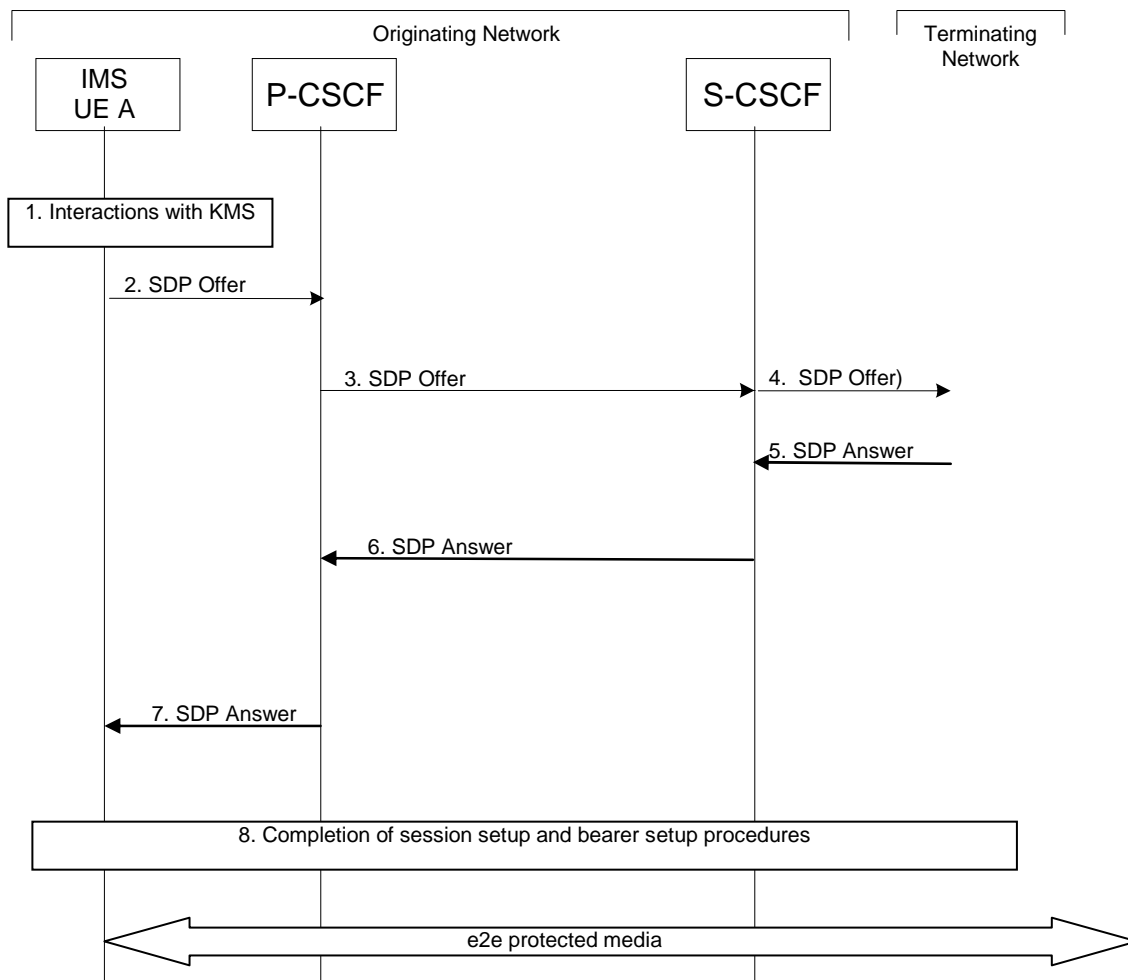 Originating Network
Terminating
Network
IMS
UE A
P-CSCF
S-CSCF
1. Interactions with KMS
2. SDP Offer
3. SDP Offer
4. SDP Offer)
5. SDP Answer
6. SDP Answer
7. SDP Answer
8. Completion of session setup and bearer setup procedures
e2e protected media